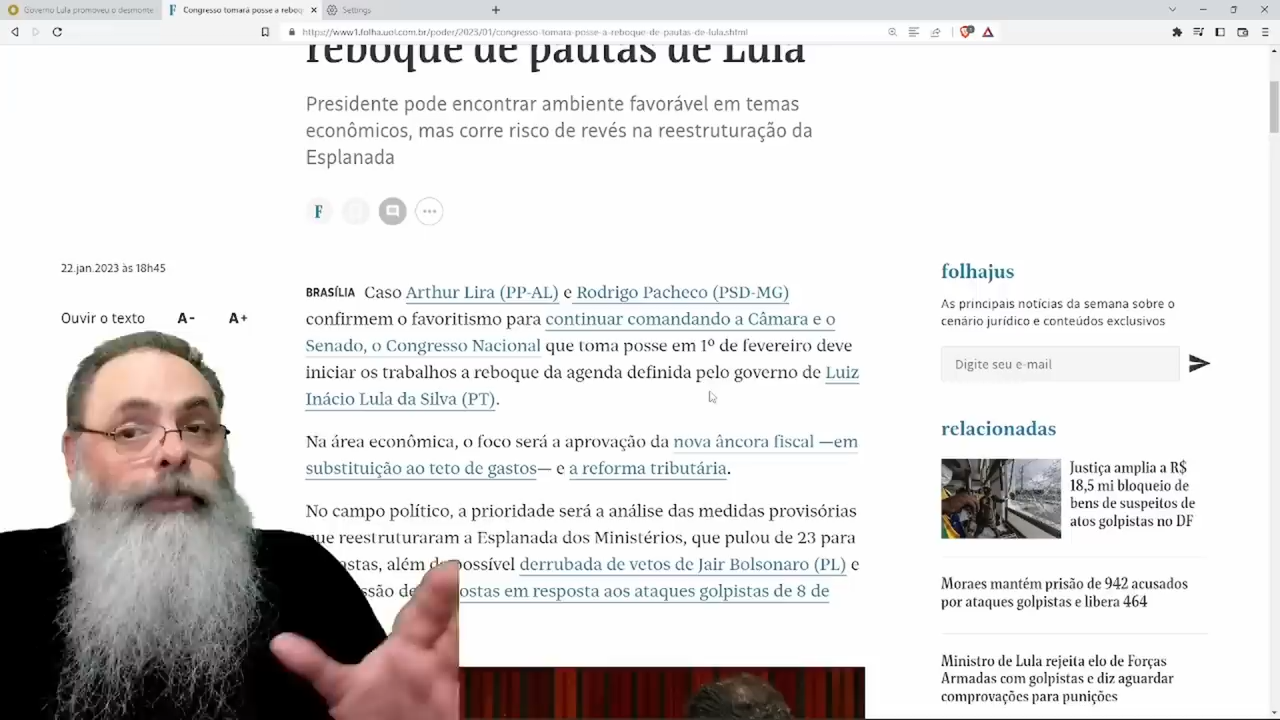 Governo Lula promoveu o desmonte
Congresso tomará posse a reboq
Settings
https://www1.folha.uol.com.br/poder/2023/01/congresso-tomara-posse-a-reboque-de-pautas-de-lula.shtml
reboque de pautas de Lula
Presidente pode encontrar ambiente favorável em temas
econômicos, mas corre risco de revés na reestruturação da
Esplanada
F
22.jan.2023 às 18h45
Ouvir o texto A- A+
BRASÍLIA Caso Arthur Lira (PP-AL) e Rodrigo Pacheco (PSD-MG)
confirmem o favoritismo para continuar comandando a Câmara e o
Senado, o Congresso Nacional que toma posse em 1º de fevereiro deve
iniciar os trabalhos a reboque da agenda definida pelo governo de Luiz
Inácio Lula da Silva (PT).
Na área econômica, o foco será a aprovação da nova âncora fiscal —em
substituição ao teto de gastos— e a reforma tributária.
No campo político, a prioridade será a análise das medidas provisórias
que reestruturaram a Esplanada dos Ministérios, que pulou de 23 para
astas, além de possível derrubada de vetos de Jair Bolsonaro (PL) e
ssão de ostas em resposta aos ataques golpistas de 8 de
folhajus
As principais notícias da semana sobre o
cenário jurídico e conteúdos exclusivos
Digite seu e-mail
relacionadas
Justiça amplia a R$
18,5 mi bloqueio de
bens de suspeitos de
atos golpistas no DF
Moraes mantém prisão de 942 acusados
por ataques golpistas e libera 464
Ministro de Lula rejeita elo de Forças
Armadas com golpistas e diz aguardar
comprovações para punições